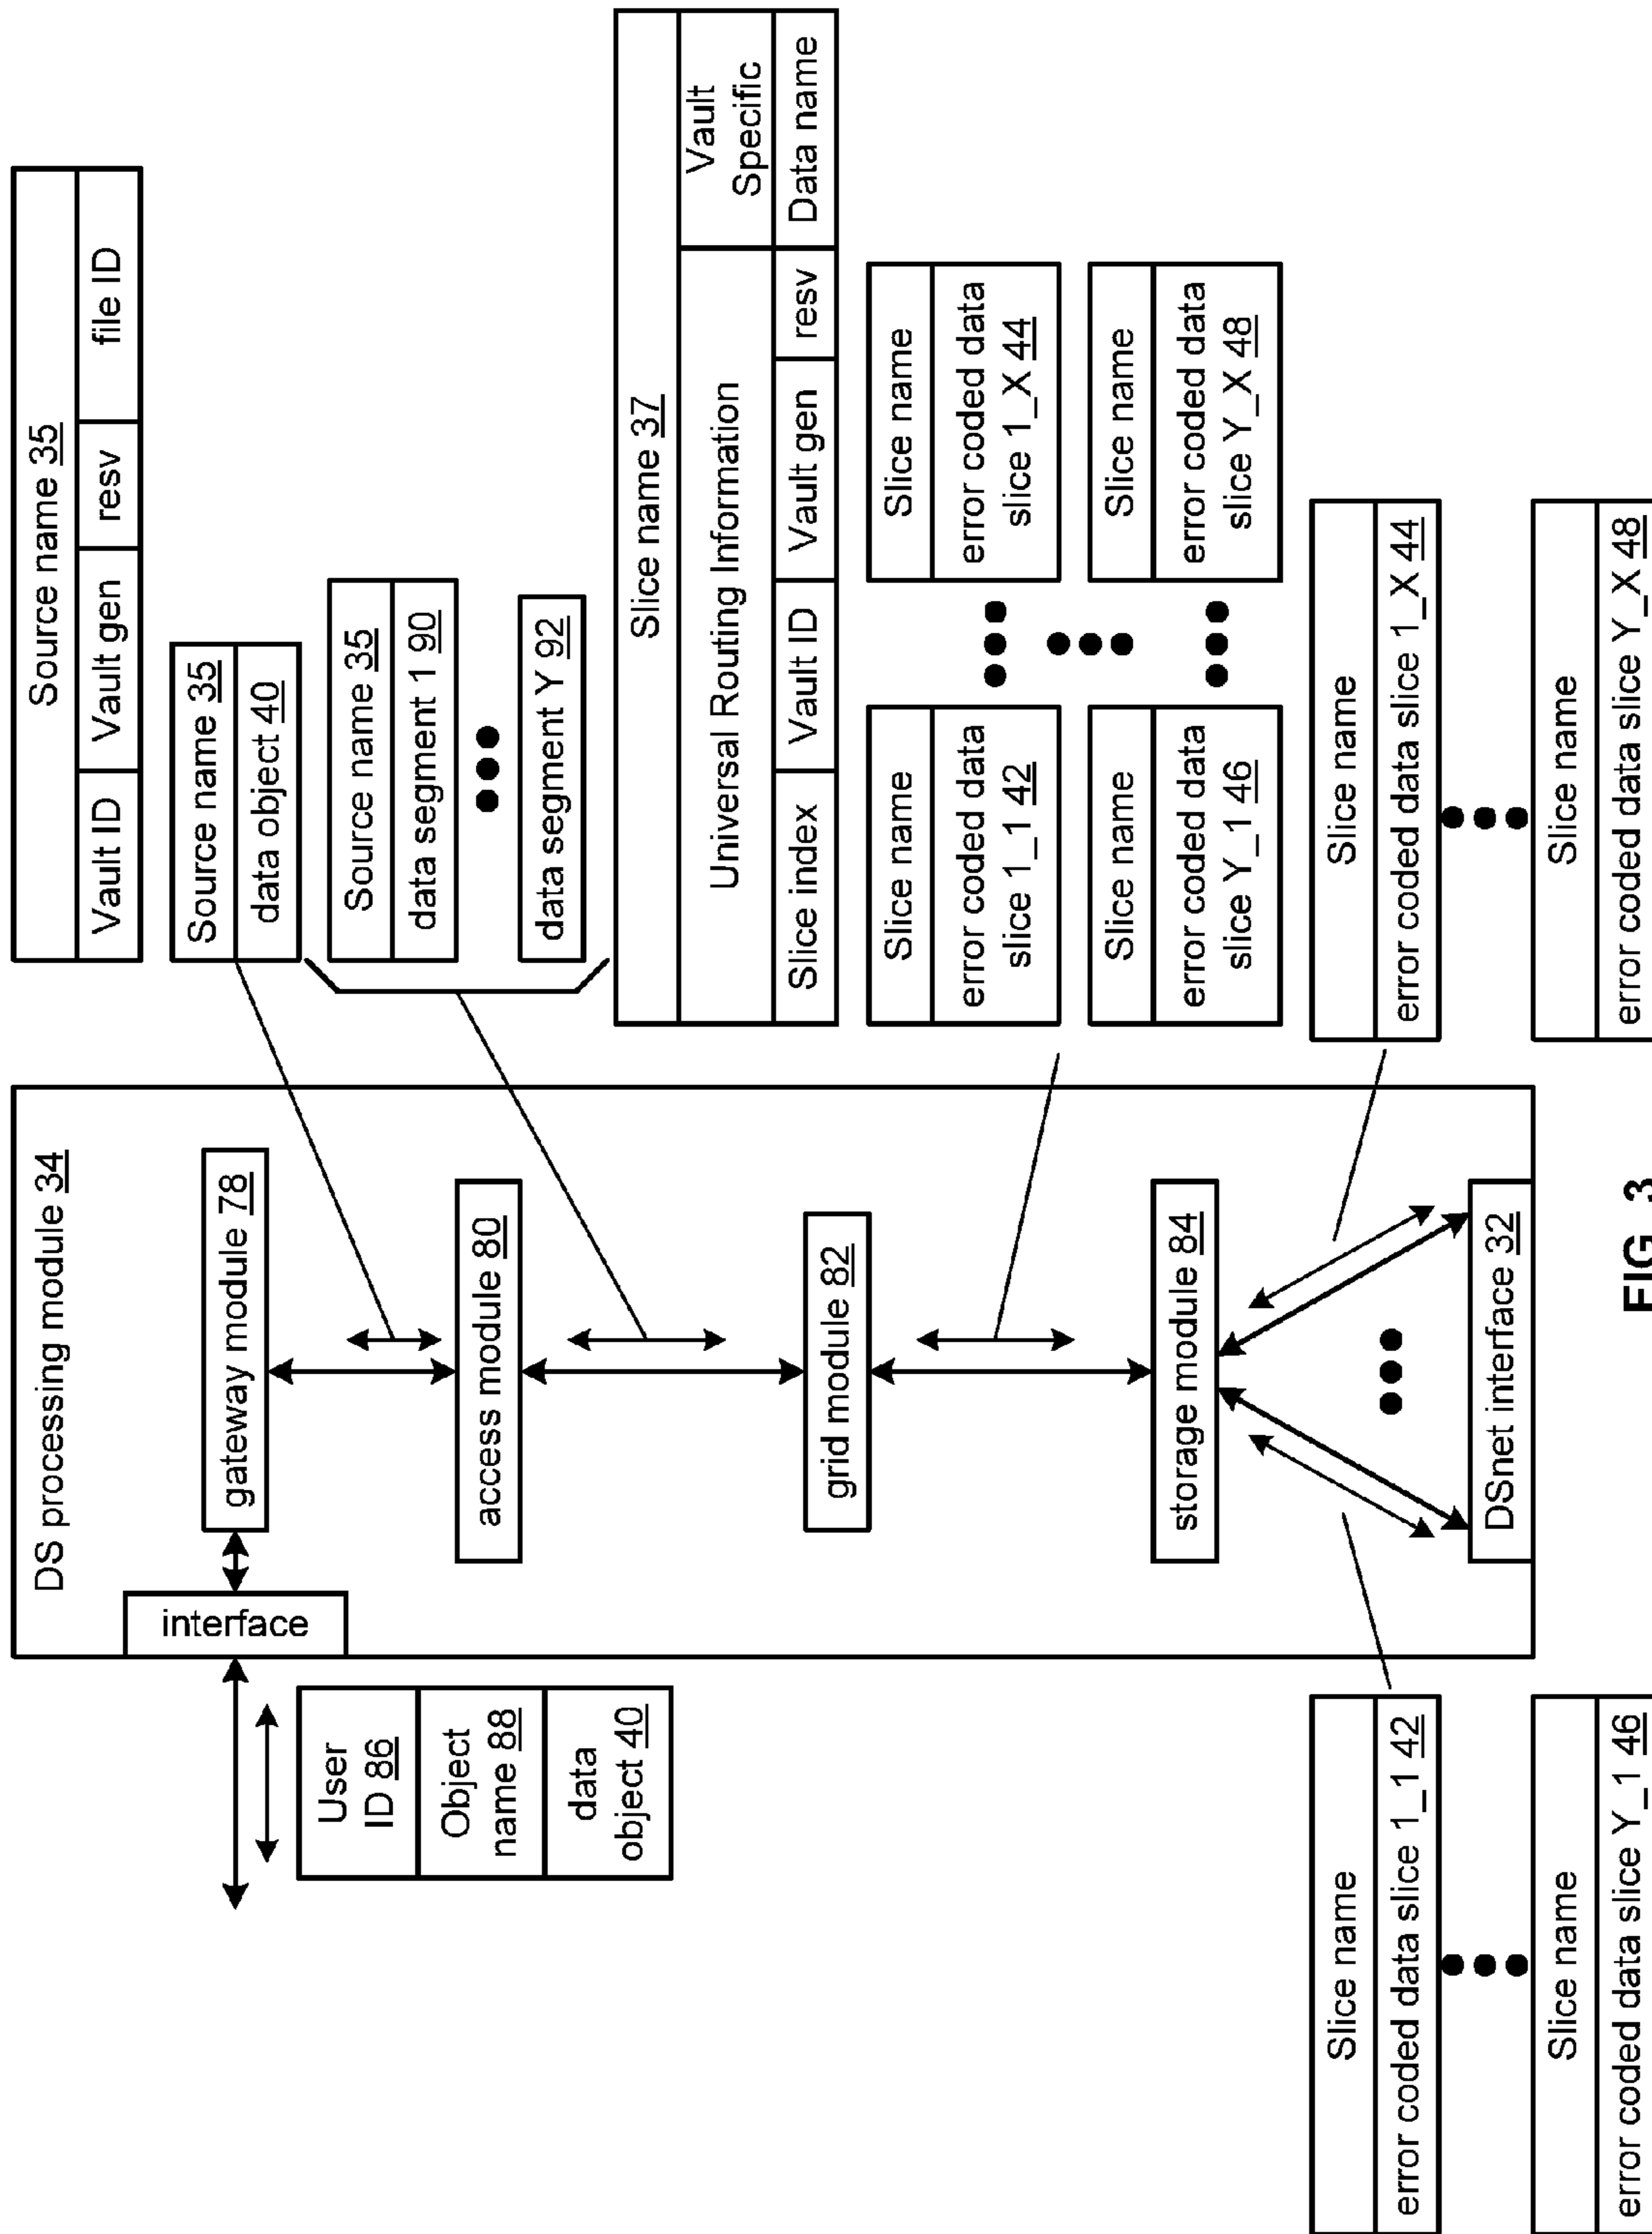 DS processing module 34
interface
gateway module 78
access module 80
grid module 82
storage module 84
DSnet interface 32
User
ID 86
Object
name 88
data
object 40
Source name 35
Vault ID
Vault gen
resv
file ID
Source name 35
data object 40
Source name 35
data segment 1 90
data segment Y 92
Slice name 37
Universal Routing Information
Vault
Specific
Slice index
Vault ID
Vault gen
resv
Data name
Slice name
error coded data
slice 1_1 42
Slice name
error coded data
slice 1_X 44
Slice name
error coded data
slice Y_1 46
Slice name
error coded data
slice Y_X 48
Slice name
error coded data slice 1_1 42
Slice name
error coded data slice Y_1 46
Slice name
error coded data slice 1_X 44
Slice name
error coded data slice Y_X 48
FIG. 3